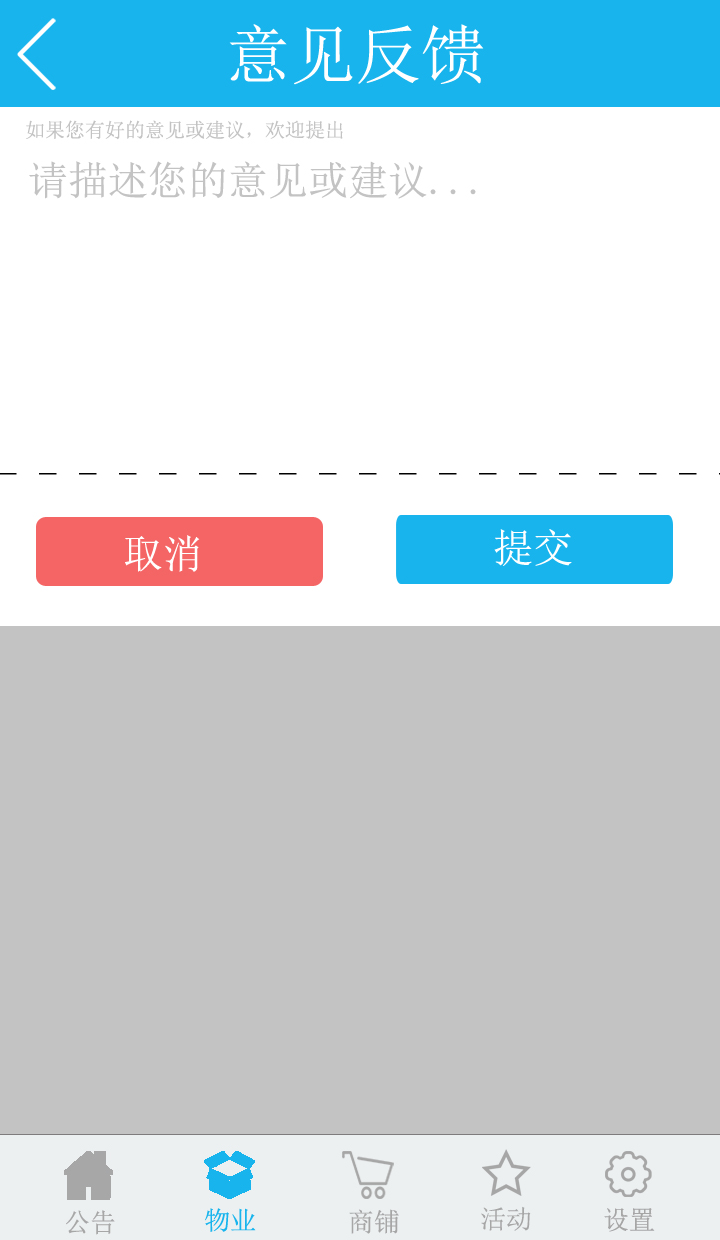 意见反馈
如果您有好的意见或建议，欢迎提出
请描述您的意见或建议...
取消
提交
公告
物业
商铺
活动
设置